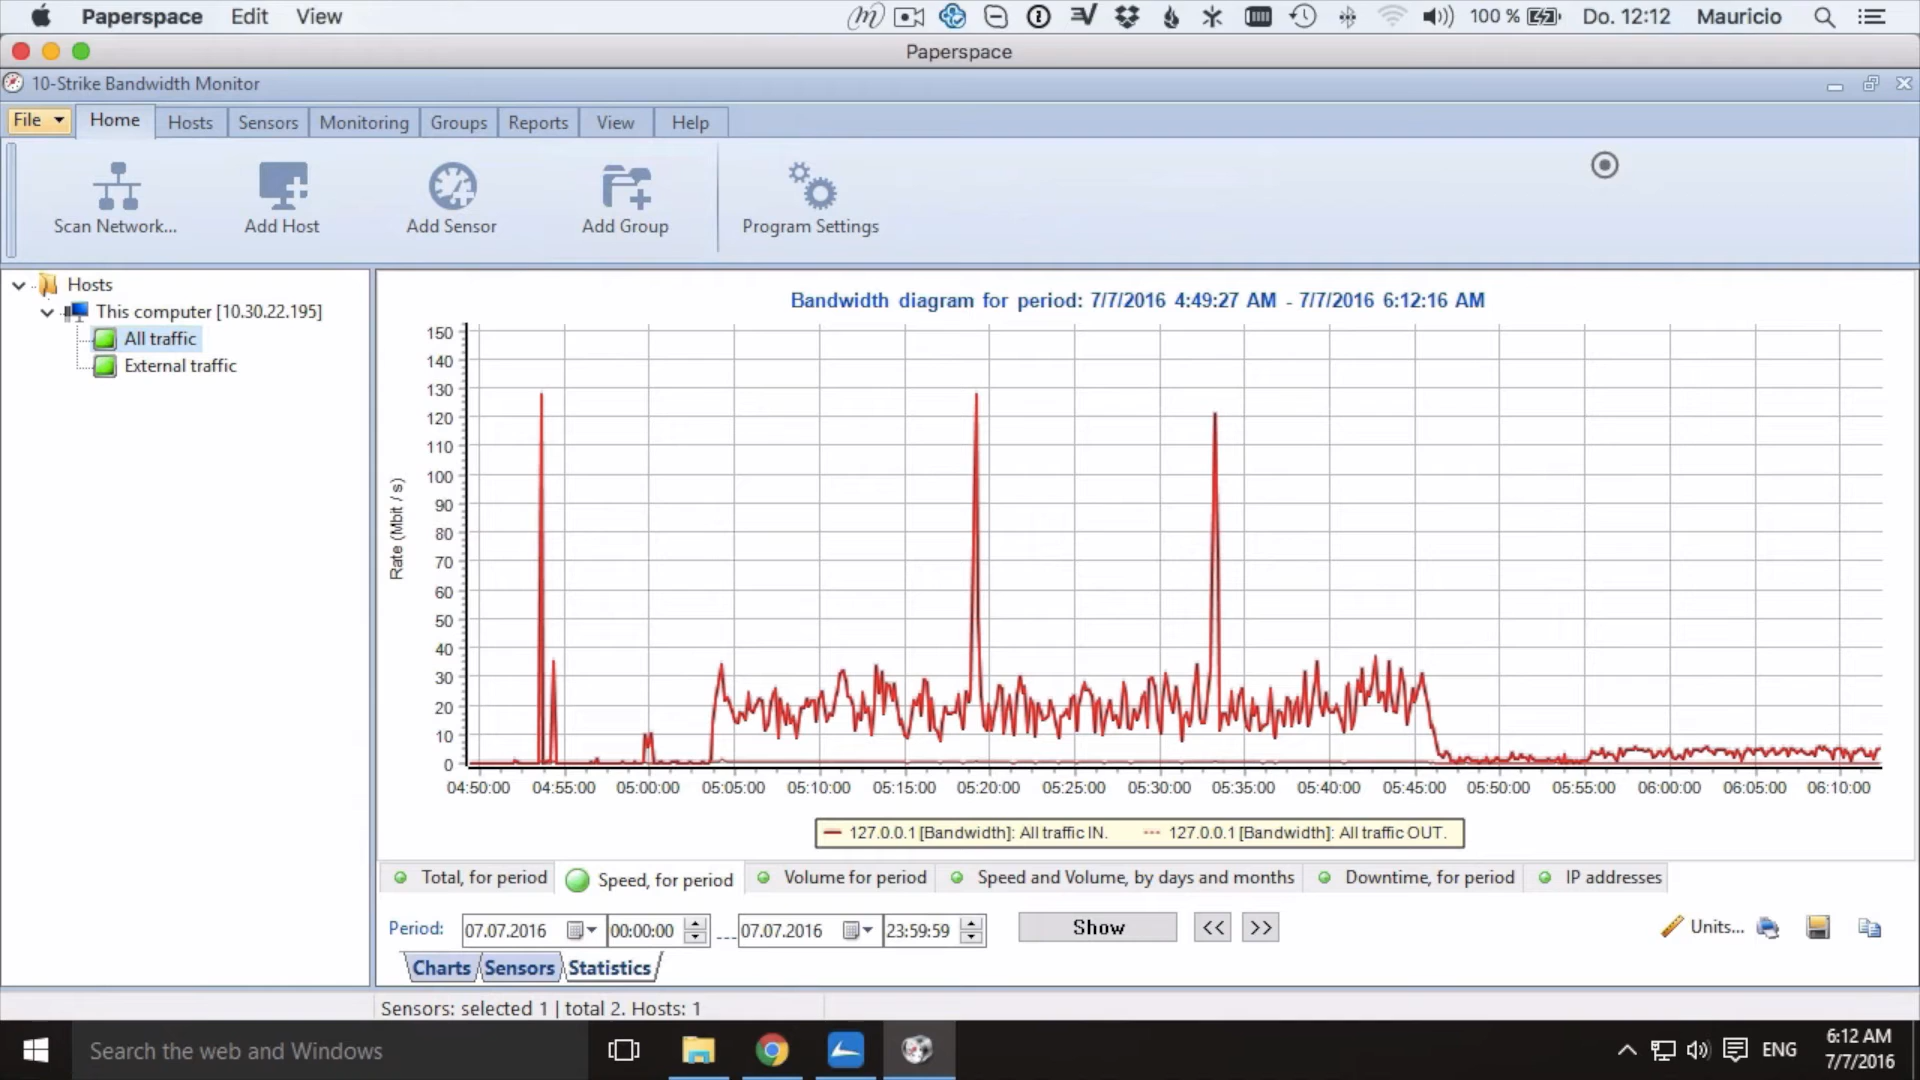 Paperspace Edit View 100 % Do. 12:12 Mauricio
Paperspace
10-Strike Bandwidth Monitor
File Home Hosts Sensors Monitoring Groups Reports View Help
Scan Network... Add Host Add Sensor Add Group Program Settings
Hosts
This computer [10.30.22.195]
All traffic
External traffic
Bandwidth diagram for period: 7/7/2016 4:49:27 AM - 7/7/2016 6:12:16 AM
Rate (Mbit / s)
150
140
130
120
110
100
90
80
70
60
50
40
30
20
10
0
04:50:00 04:55:00 05:00:00 05:05:00 05:10:00 05:15:00 05:20:00 05:25:00 05:30:00 05:35:00 05:40:00 05:45:00 05:50:00 05:55:00 06:00:00 06:05:00 06:10:00
127.0.0.1 [Bandwidth]: All traffic IN. 127.0.0.1 [Bandwidth]: All traffic OUT.
Total, for period Speed, for period Volume for period Speed and Volume, by days and months Downtime, for period IP addresses
Period: 07.07.2016 00:00:00 ... 07.07.2016 23:59:59 Show << >> Units...
Charts Sensors Statistics
Sensors: selected 1 | total 2. Hosts: 1
Search the web and Windows ENG 6:12 AM
7/7/2016